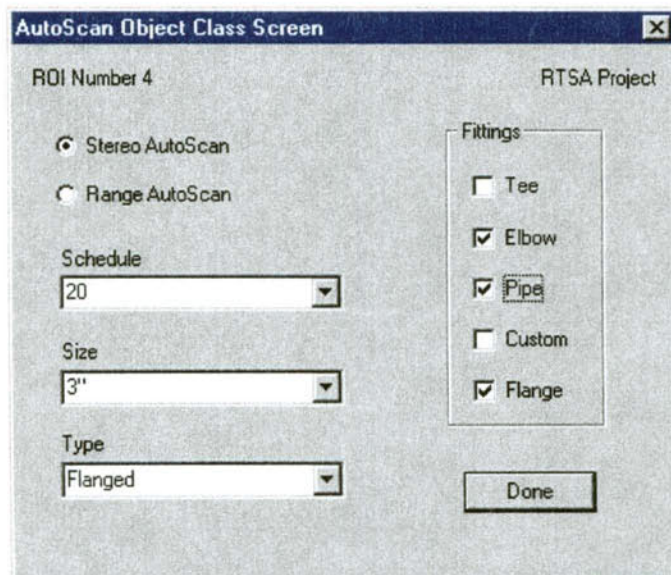 AutoScan Object Class Screen
ROI Number 4
RTSA Project
Stereo AutoScan
Range AutoScan
Schedule
20
Size
3"
Type
Flanged
Fittings
Tee
Elbow
Pipe
Custom
Flange
Done